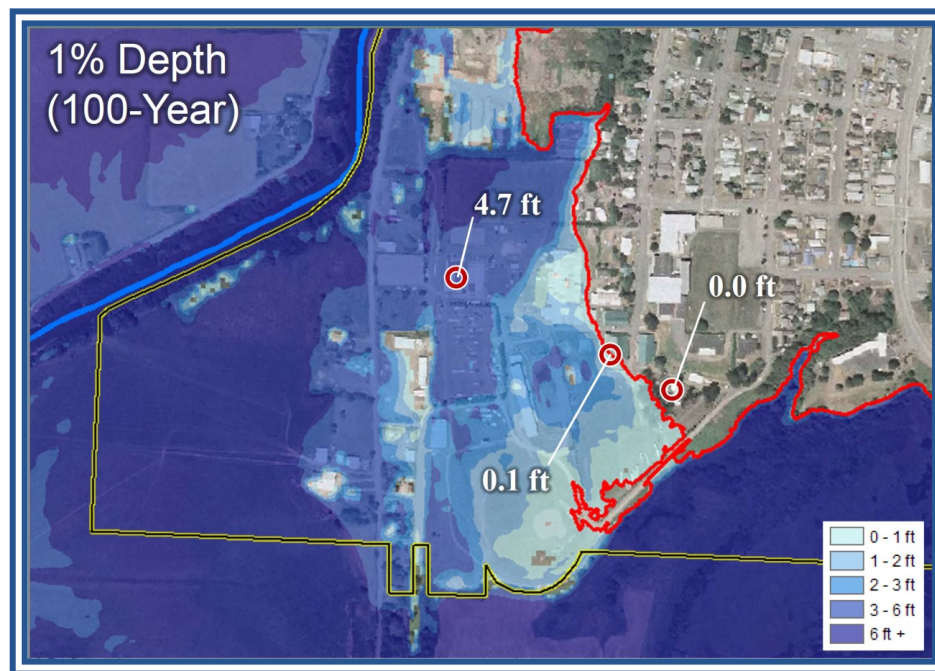 1% Depth
(100-Year)
4.7 ft
0.0 ft
0.1 ft
0 - 1 ft
1 - 2 ft
2 - 3 ft
3 - 6 ft
6 ft +